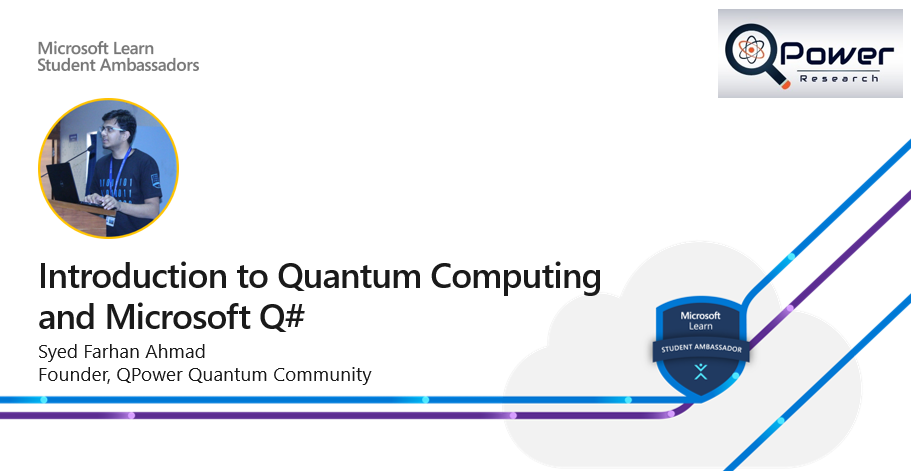 Microsoft Learn
Student Ambassadors
QPower
Research
Introduction to Quantum Computing
and Microsoft Q#
Syed Farhan Ahmad
Founder, QPower Quantum Community
Microsoft
Learn
STUDENT AMBASSADOR